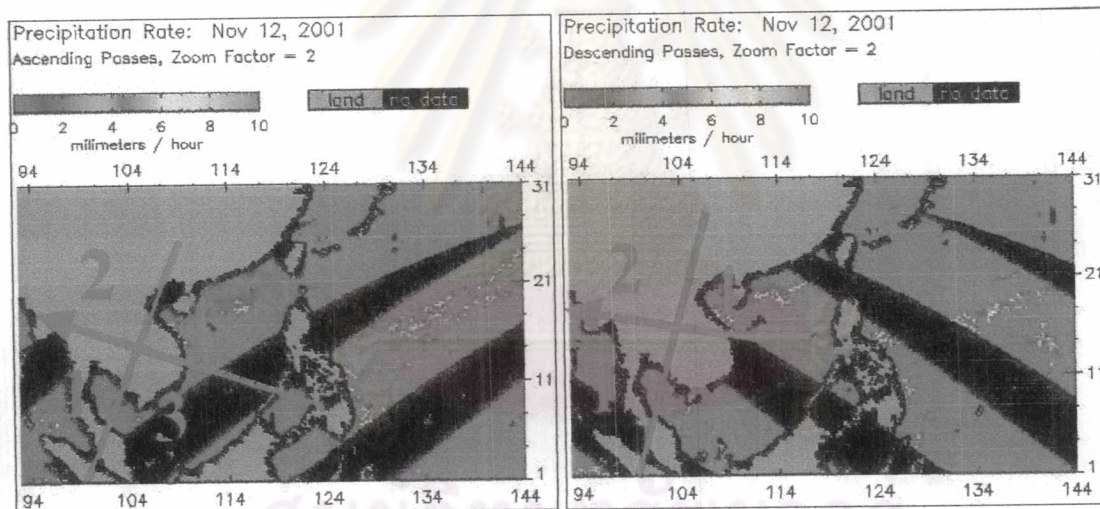 Precipitation Rate: Nov 12, 2001
Ascending Passes, Zoom Factor = 2
land no data
0 2 4 6 8 10
milimeters / hour
94 104 114 124 134 144
31
21
11
1
2
94 104 114 124 134 144
Precipitation Rate: Nov 12, 2001
Descending Passes, Zoom Factor = 2
land no data
0 2 4 6 8 10
milimeters / hour
94 104 114 124 134 144
31
21
11
1
2
94 104 114 124 134 144